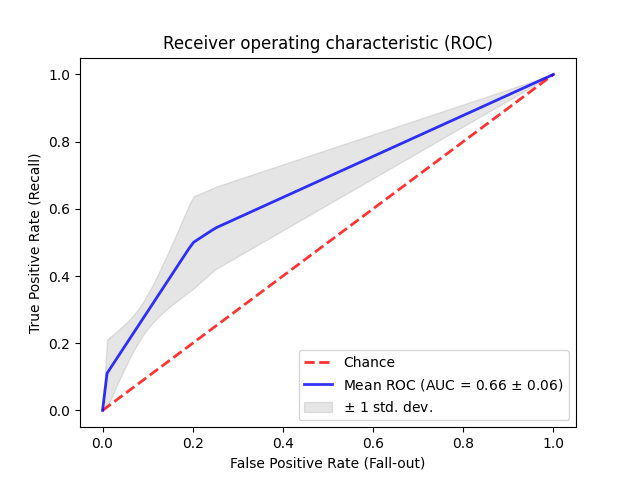 Receiver operating characteristic (ROC)
True Positive Rate (Recall)
1.0
0.8
0.6
0.4
0.2
0.0
Chance
Mean ROC (AUC = 0.66 ± 0.06)
± 1 std. dev.
0.0 0.2 0.4 0.6 0.8 1.0
False Positive Rate (Fall-out)